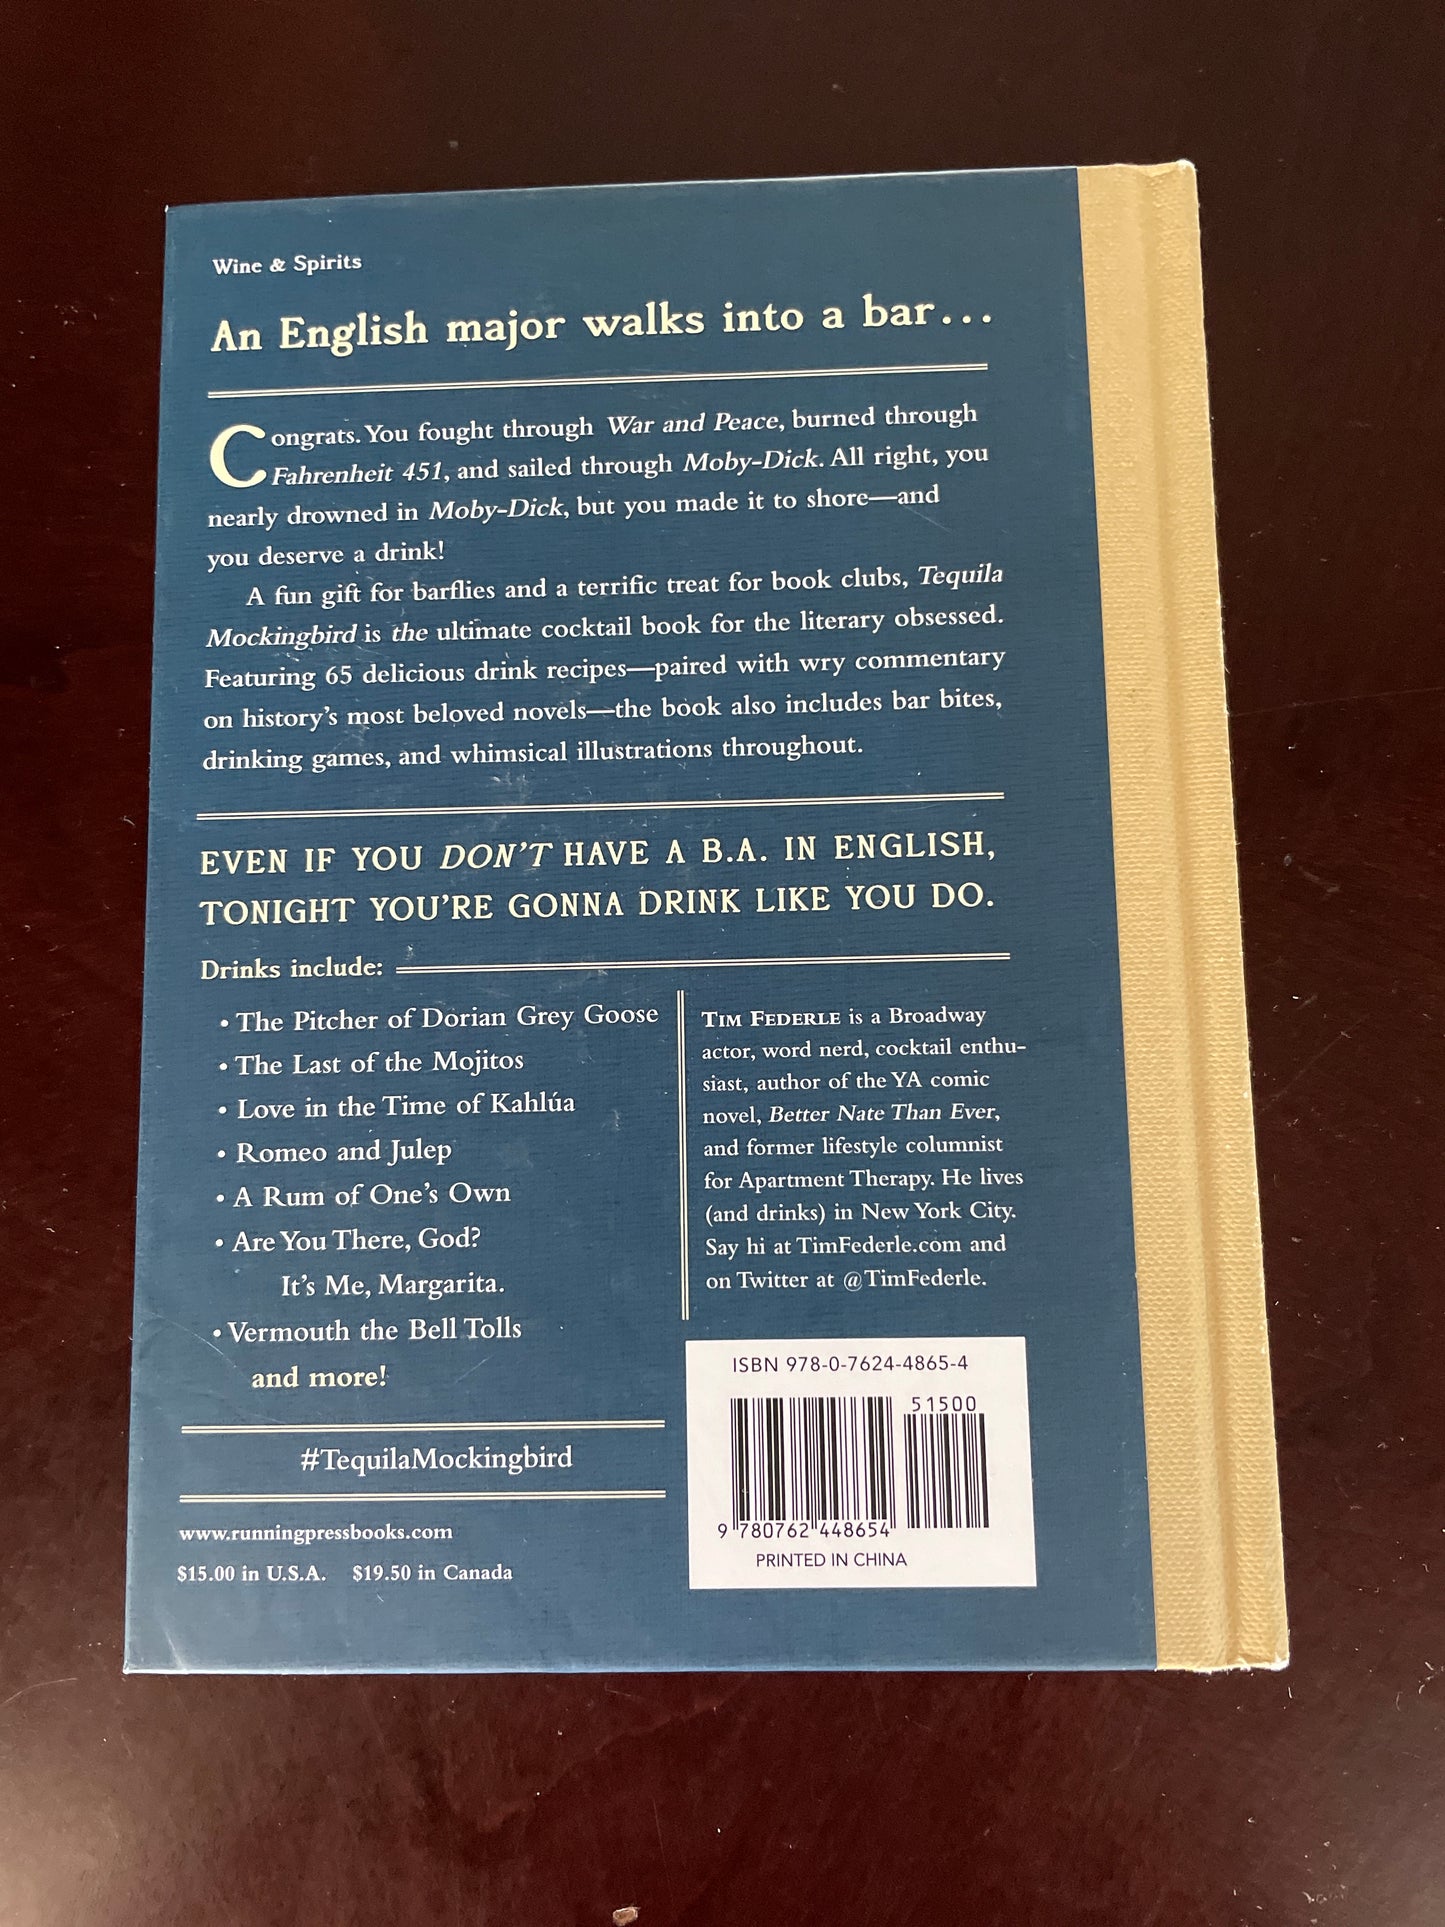 Wine & Spirits
An English major walks into a bar...
Congrats. You fought through War and Peace, burned through
Fahrenheit 451, and sailed through Moby-Dick. All right, you
nearly drowned in Moby-Dick, but you made it to shore—and
you deserve a drink!
A fun gift for barflies and a terrific treat for book clubs, Tequila
Mockingbird is the ultimate cocktail book for the literary obsessed.
Featuring 65 delicious drink recipes—paired with wry commentary
on history's most beloved novels—the book also includes bar bites,
drinking games, and whimsical illustrations throughout.
EVEN IF YOU DON'T HAVE A B.A. IN ENGLISH,
TONIGHT YOU'RE GONNA DRINK LIKE YOU DO.
Drinks include:
• The Pitcher of Dorian Grey Goose
• The Last of the Mojitos
• Love in the Time of Kahlúa
• Romeo and Julep
• A Rum of One's Own
• Are You There, God?
It's Me, Margarita.
• Vermouth the Bell Tolls
and more!
#TequilaMockingbird
www.runningpressbooks.com
$15.00 in U.S.A. $19.50 in Canada
TIM FEDERLE is a Broadway
actor, word nerd, cocktail enthu-
siast, author of the YA comic
novel, Better Nate Than Ever,
and former lifestyle columnist
for Apartment Therapy. He lives
(and drinks) in New York City.
Say hi at TimFederle.com and
on Twitter at @TimFederle.
ISBN 978-0-7624-4865-4
51500
9 780762 448654
PRINTED IN CHINA